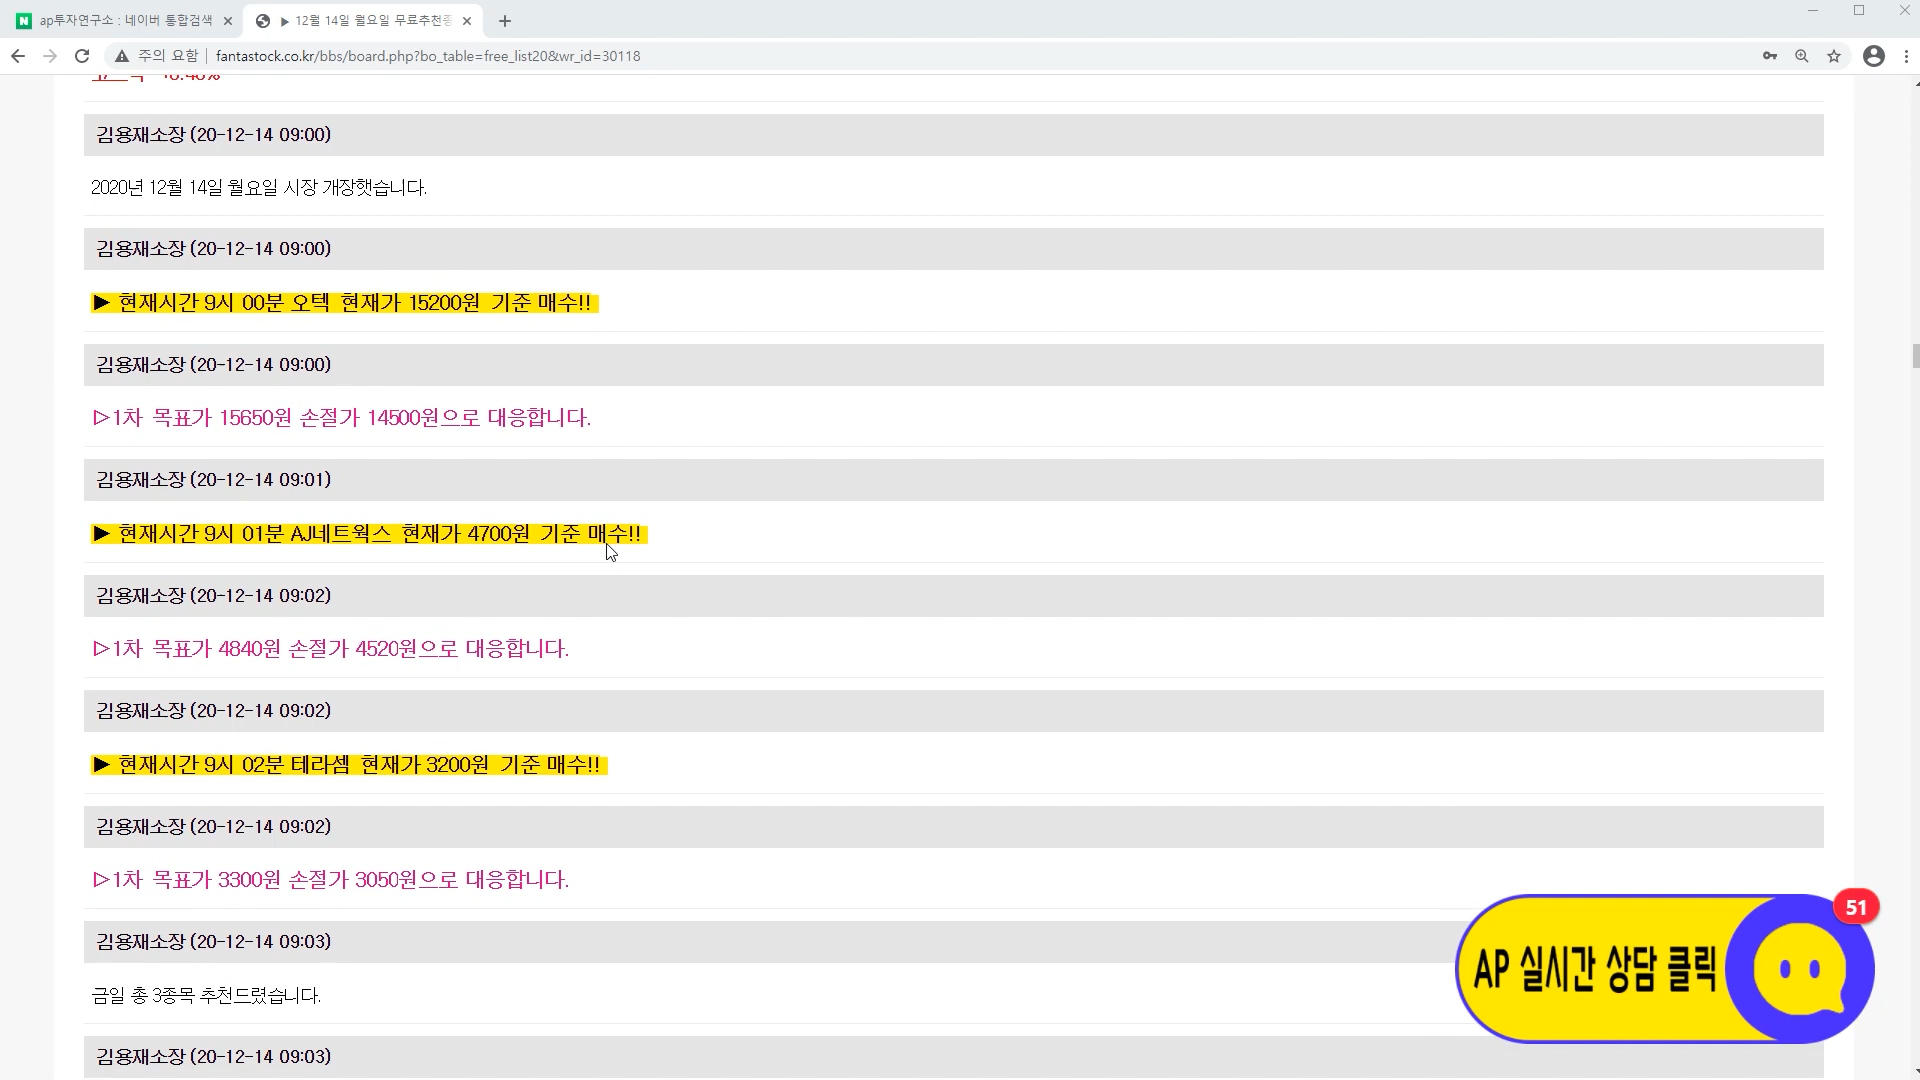 ap투자연구소 : 네이버 통합검색
▶ 12월 14일 월요일 무료추천종
주의 요함
fantastock.co.kr/bbs/board.php?bo_table=free_list20&wr_id=30118
김용재소장 (20-12-14 09:00)
2020년 12월 14일 월요일 시장 개장했습니다.
김용재소장 (20-12-14 09:00)
▶ 현재시간 9시 00분 오텍 현재가 15200원 기준 매수!!
김용재소장 (20-12-14 09:00)
▷1차 목표가 15650원 손절가 14500원으로 대응합니다.
김용재소장 (20-12-14 09:01)
▶ 현재시간 9시 01분 AJ네트웍스 현재가 4700원 기준 매수!!
김용재소장 (20-12-14 09:02)
▷1차 목표가 4840원 손절가 4520원으로 대응합니다.
김용재소장 (20-12-14 09:02)
▶ 현재시간 9시 02분 테라셈 현재가 3200원 기준 매수!!
김용재소장 (20-12-14 09:02)
▷1차 목표가 3300원 손절가 3050원으로 대응합니다.
김용재소장 (20-12-14 09:03)
금일 총 3종목 추천드렸습니다.
김용재소장 (20-12-14 09:03)
AP 실시간 상담 클릭
51